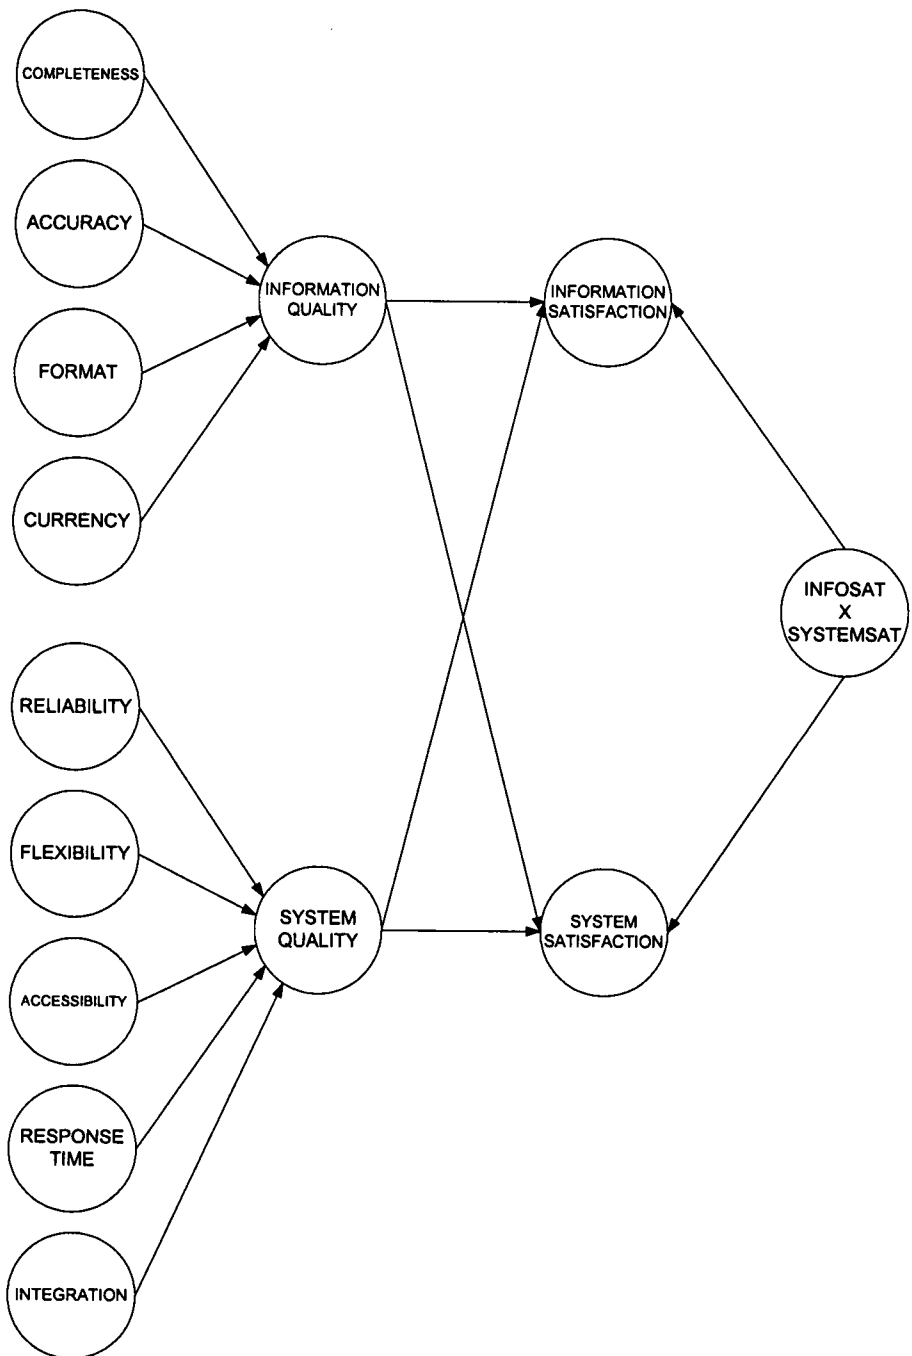 COMPLETENESS
ACCURACY
FORMAT
CURRENCY
INFORMATION
QUALITY
INFORMATION
SATISFACTION
INFOSAT
X
SYSTEMSAT
RELIABILITY
FLEXIBILITY
ACCESSIBILITY
RESPONSE
TIME
INTEGRATION
SYSTEM
QUALITY
SYSTEM
SATISFACTION